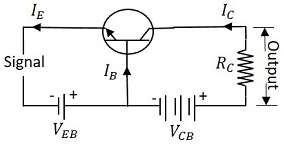 I_E
I_C
Signal
I_B
R_C
Output
- +
V_EB
- +
V_CB